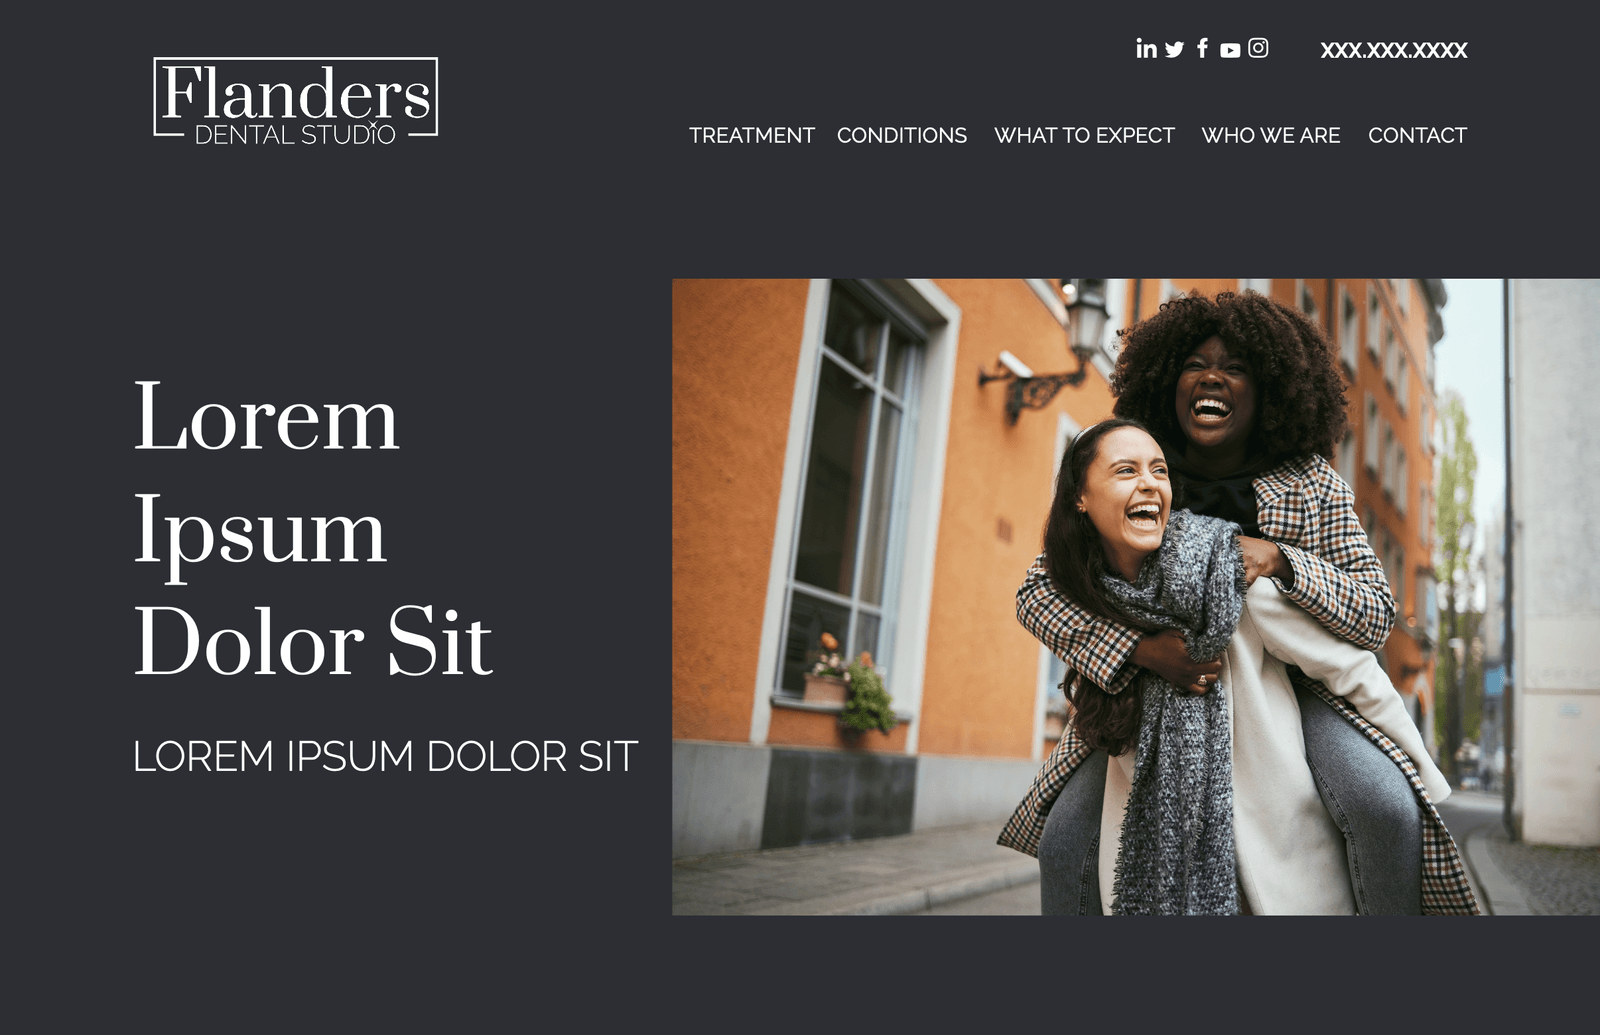 Flanders
DENTAL STUDIO
XXX.XXX.XXXX
TREATMENT CONDITIONS WHAT TO EXPECT WHO WE ARE CONTACT
Lorem
Ipsum
Dolor Sit
LOREM IPSUM DOLOR SIT